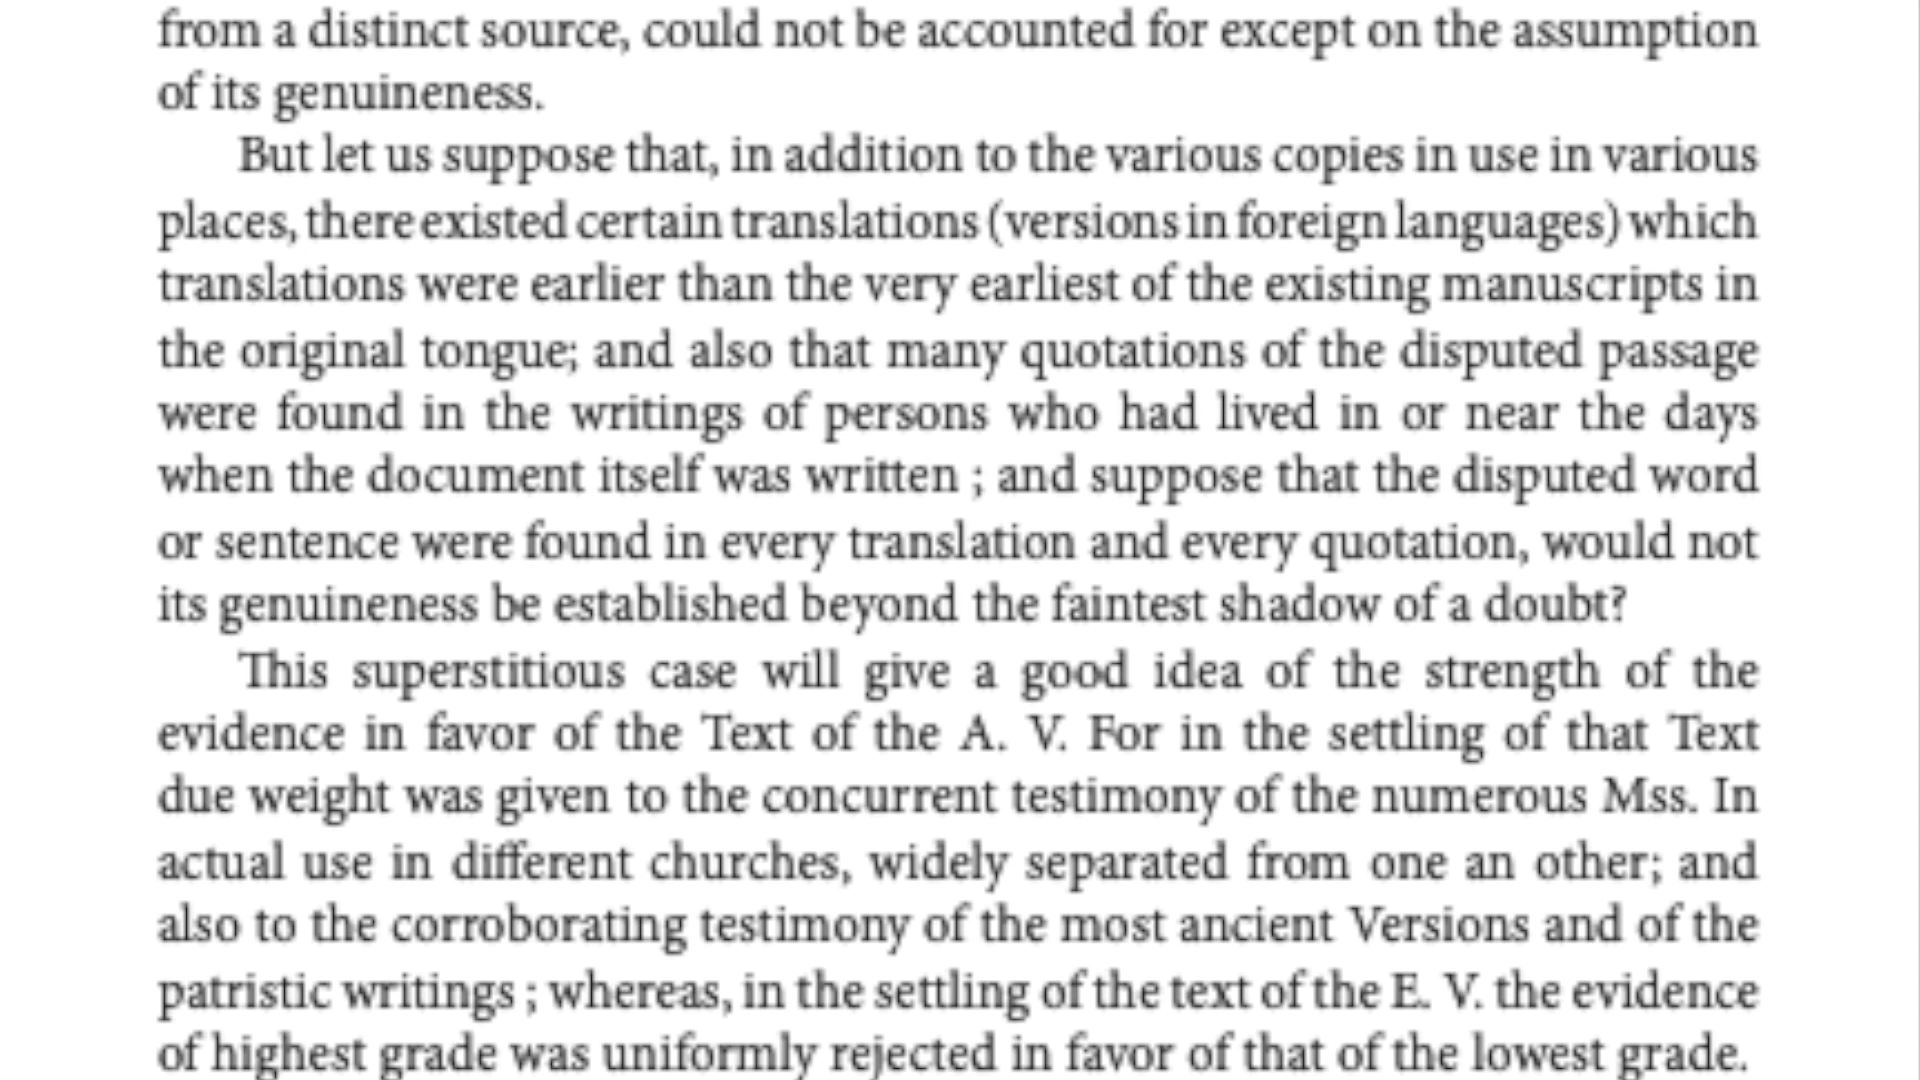 from a distinct source, could not be accounted for except on the assumption
of its genuineness.
But let us suppose that, in addition to the various copies in use in various
places, there existed certain translations (versions in foreign languages) which
translations were earlier than the very earliest of the existing manuscripts in
the original tongue; and also that many quotations of the disputed passage
were found in the writings of persons who had lived in or near the days
when the document itself was written ; and suppose that the disputed word
or sentence were found in every translation and every quotation, would not
its genuineness be established beyond the faintest shadow of a doubt?
This superstitious case will give a good idea of the strength of the
evidence in favor of the Text of the A. V. For in the settling of that Text
due weight was given to the concurrent testimony of the numerous Mss. In
actual use in different churches, widely separated from one an other; and
also to the corroborating testimony of the most ancient Versions and of the
patristic writings ; whereas, in the settling of the text of the E. V. the evidence
of highest grade was uniformly rejected in favor of that of the lowest grade.